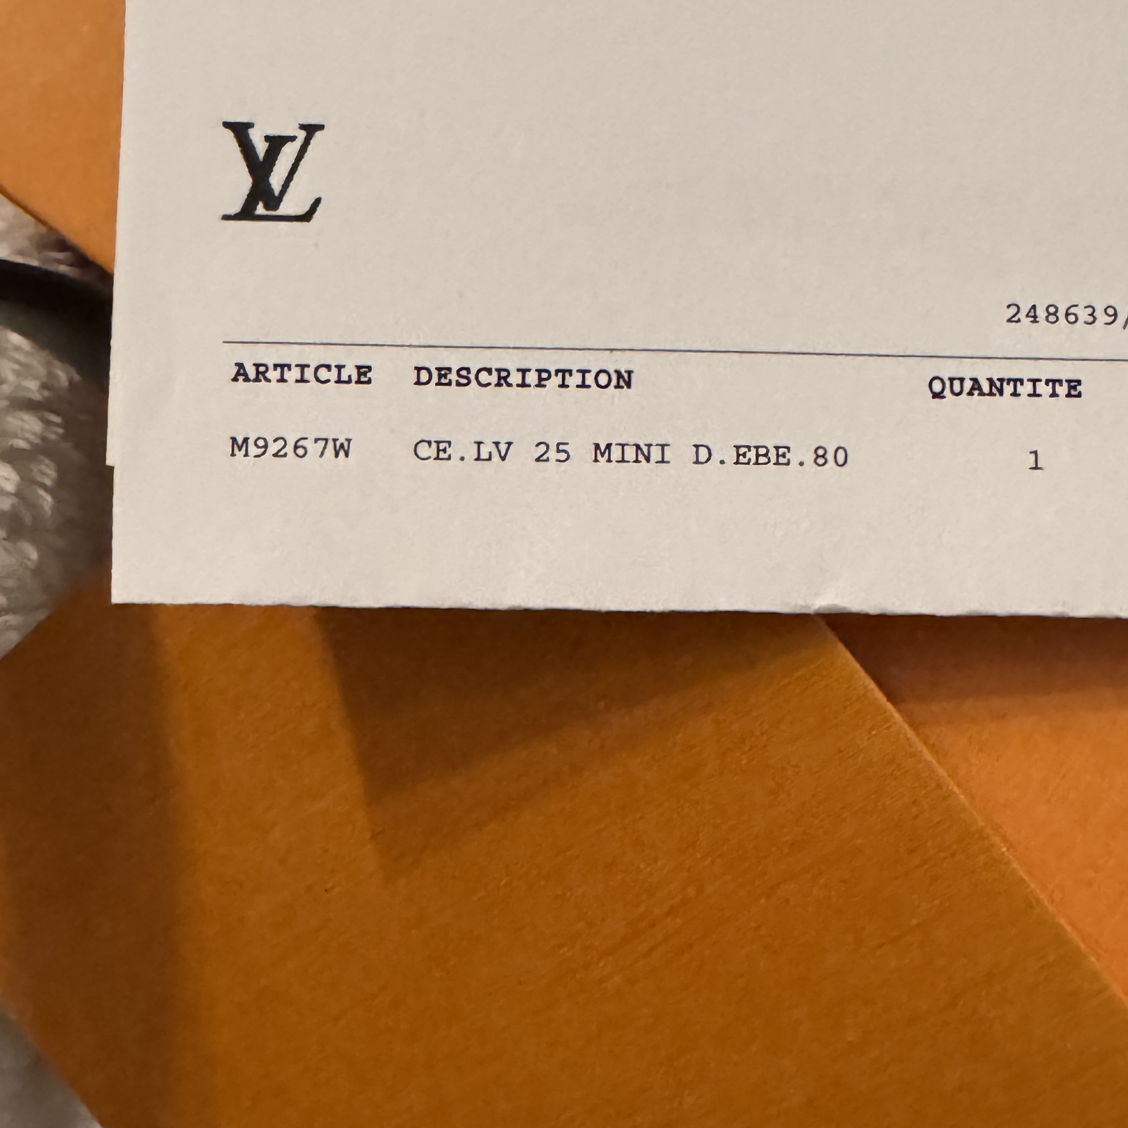 LV
248639/
ARTICLE DESCRIPTION QUANTITE
M9267W CE.LV 25 MINI D.EBE.80 1